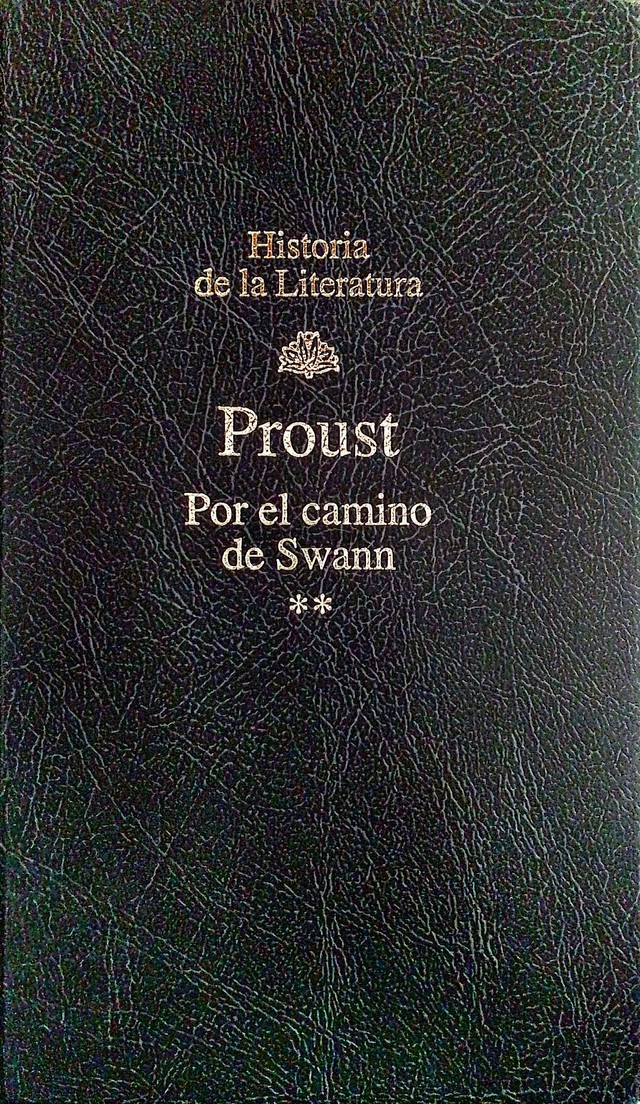 Historia
de la Literatura
Proust
Por el camino
de Swann
**